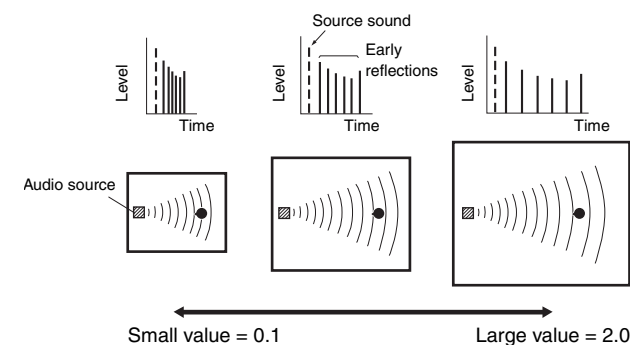 Source sound
Early
reflections
Level
Time
Level
Time
Level
Time
Audio source
Small value = 0.1
Large value = 2.0